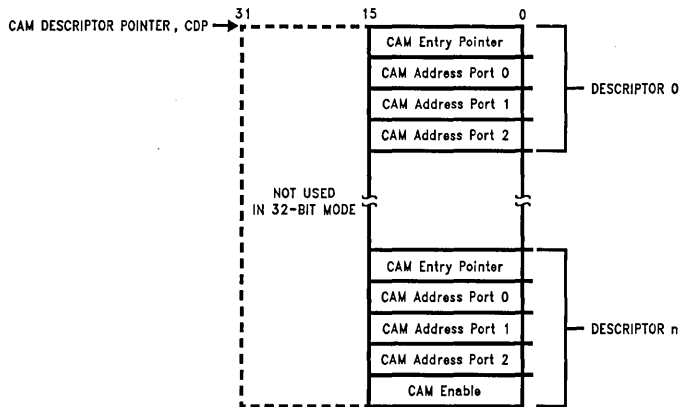 31 15 0
CAM DESCRIPTOR POINTER, CDP
CAM Entry Pointer
CAM Address Port 0
CAM Address Port 1
CAM Address Port 2
DESCRIPTOR 0
NOT USED
IN 32-BIT MODE
CAM Entry Pointer
CAM Address Port 0
CAM Address Port 1
CAM Address Port 2
CAM Enable
DESCRIPTOR n